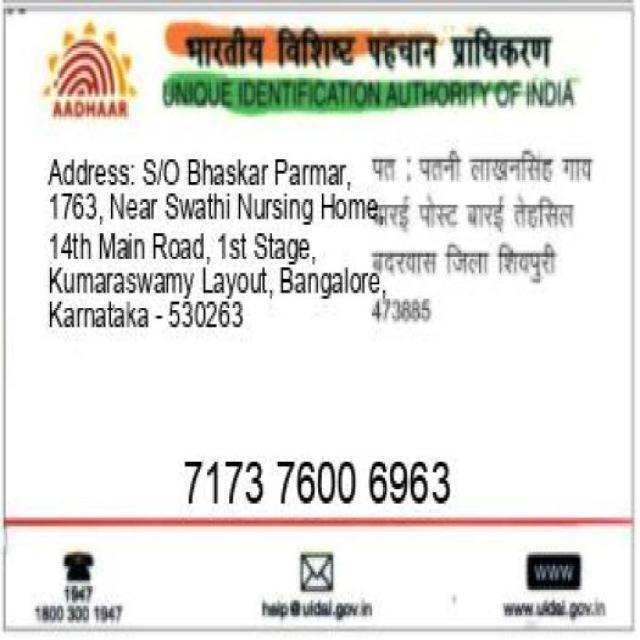 भारतीय विशिष्ट पहचान प्राधिकरण
AADHAAR
UNIQUE IDENTIFICATION AUTHORITY OF INDIA
Address: S/O Bhaskar Parmar,
1763, Near Swathi Nursing Home,
14th Main Road, 1st Stage,
Kumaraswamy Layout, Bangalore,
Karnataka - 530263
पत : पतनी लाखनसिंह गाय
बारई पोस्ट बारई तेहसिल
बदरवास जिला शिवपुरी
473885
7173 7600 6963
1947
1800 300 1947
help@uidai.gov.in
WWW
www.uidai.gov.in